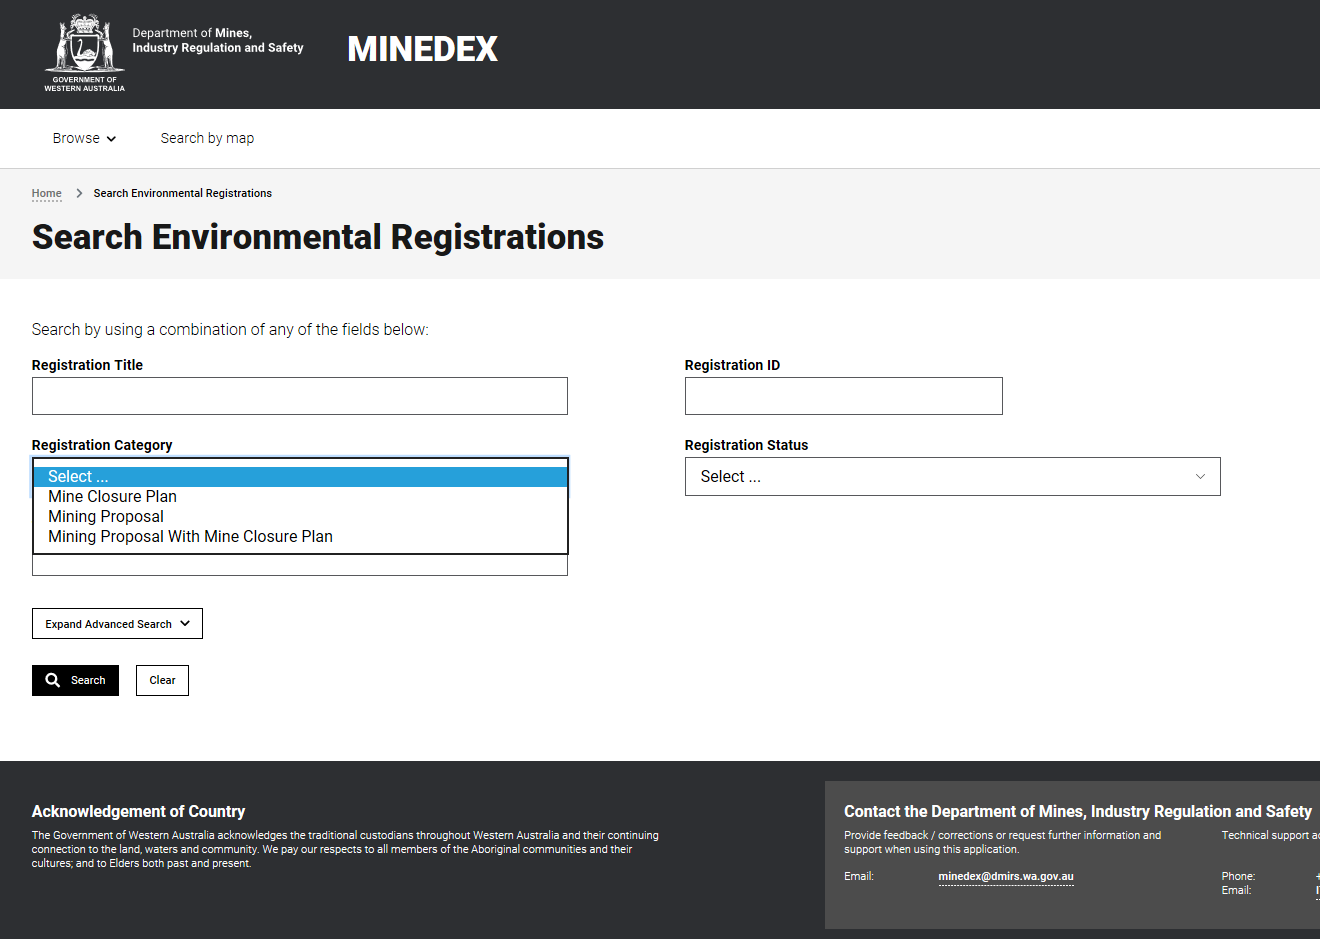 Department of Mines,
Industry Regulation and Safety
GOVERNMENT OF
WESTERN AUSTRALIA
MINEDEX
Browse
Search by map
Home
Search Environmental Registrations
Search Environmental Registrations
Search by using a combination of any of the fields below:
Registration Title
Registration ID
Registration Category
Registration Status
Select ...
Mine Closure Plan
Mining Proposal
Mining Proposal With Mine Closure Plan
Select ...
Expand Advanced Search
Search
Clear
Acknowledgement of Country
The Government of Western Australia acknowledges the traditional custodians throughout Western Australia and their continuing
connection to the land, waters and community. We pay our respects to all members of the Aboriginal communities and their
cultures; and to Elders both past and present.
Contact the Department of Mines, Industry Regulation and Safety
Provide feedback / corrections or request further information and
support when using this application.
Email: minedex@dmirs.wa.gov.au
Technical support
Phone:
Email: